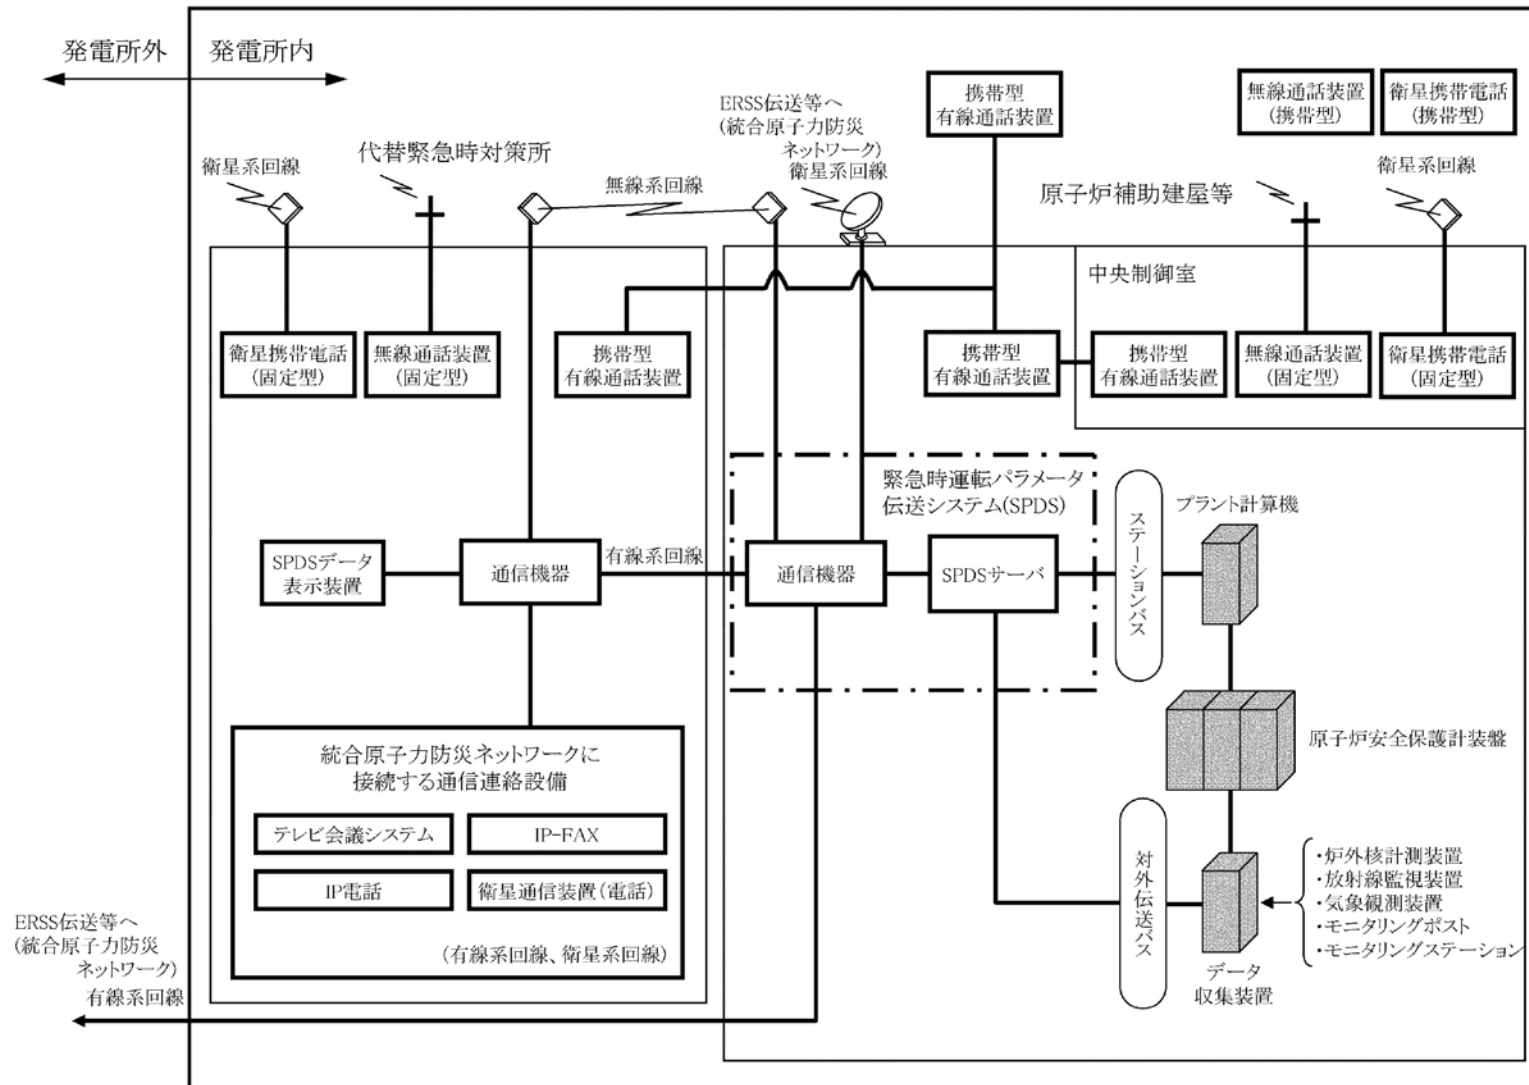 発電所外
発電所内
代替緊急時対策所
衛星系回線
無線系回線
ERSS伝送等へ
(統合原子力防災
ネットワーク)
衛星系回線
携帯型
有線通話装置
無線通話装置
(携帯型)
衛星携帯電話
(携帯型)
原子炉補助建屋等
衛星系回線
中央制御室
衛星携帯電話
(固定型)
無線通話装置
(固定型)
携帯型
有線通話装置
携帯型
有線通話装置
携帯型
有線通話装置
無線通話装置
(固定型)
衛星携帯電話
(固定型)
緊急時運転パラメータ
伝送システム(SPDS)
SPDSデータ
表示装置
通信機器
有線系回線
通信機器
SPDSサーバ
ステーションバス
プラント計算機
原子炉安全保護計装盤
統合原子力防災ネットワークに
接続する通信連絡設備
テレビ会議システム
IP-FAX
IP電話
衛星通信装置(電話)
(有線系回線、衛星系回線)
対外伝送バス
データ
収集装置
・炉外核計測装置
・放射線監視装置
・気象観測装置
・モニタリングポスト
・モニタリングステーション
ERSS伝送等へ
(統合原子力防災
ネットワーク)
有線系回線